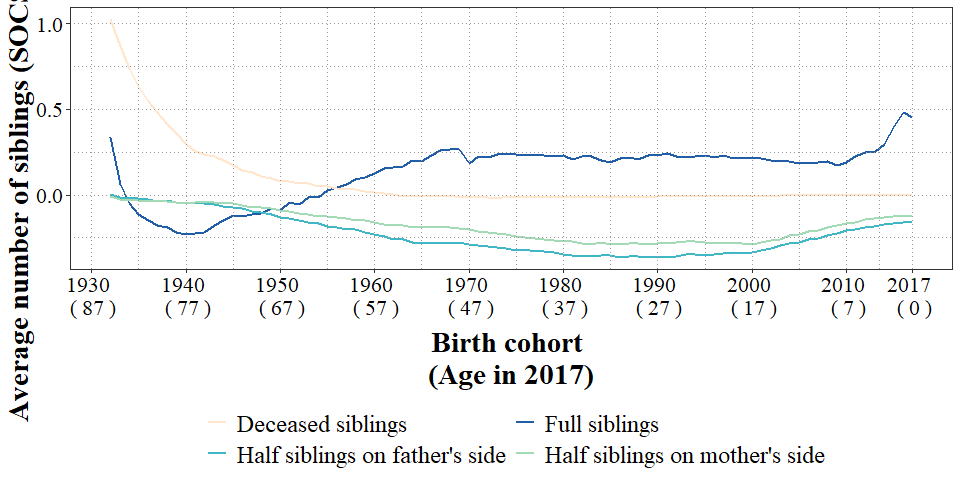 Average number of siblings (SOCS
1.0
0.5
0.0
1930 1940 1950 1960 1970 1980 1990 2000 2010 2017
( 87 ) ( 77 ) ( 67 ) ( 57 ) ( 47 ) ( 37 ) ( 27 ) ( 17 ) ( 7 ) ( 0 )
Birth cohort
(Age in 2017)
Deceased siblings Full siblings
Half siblings on father's side Half siblings on mother's side